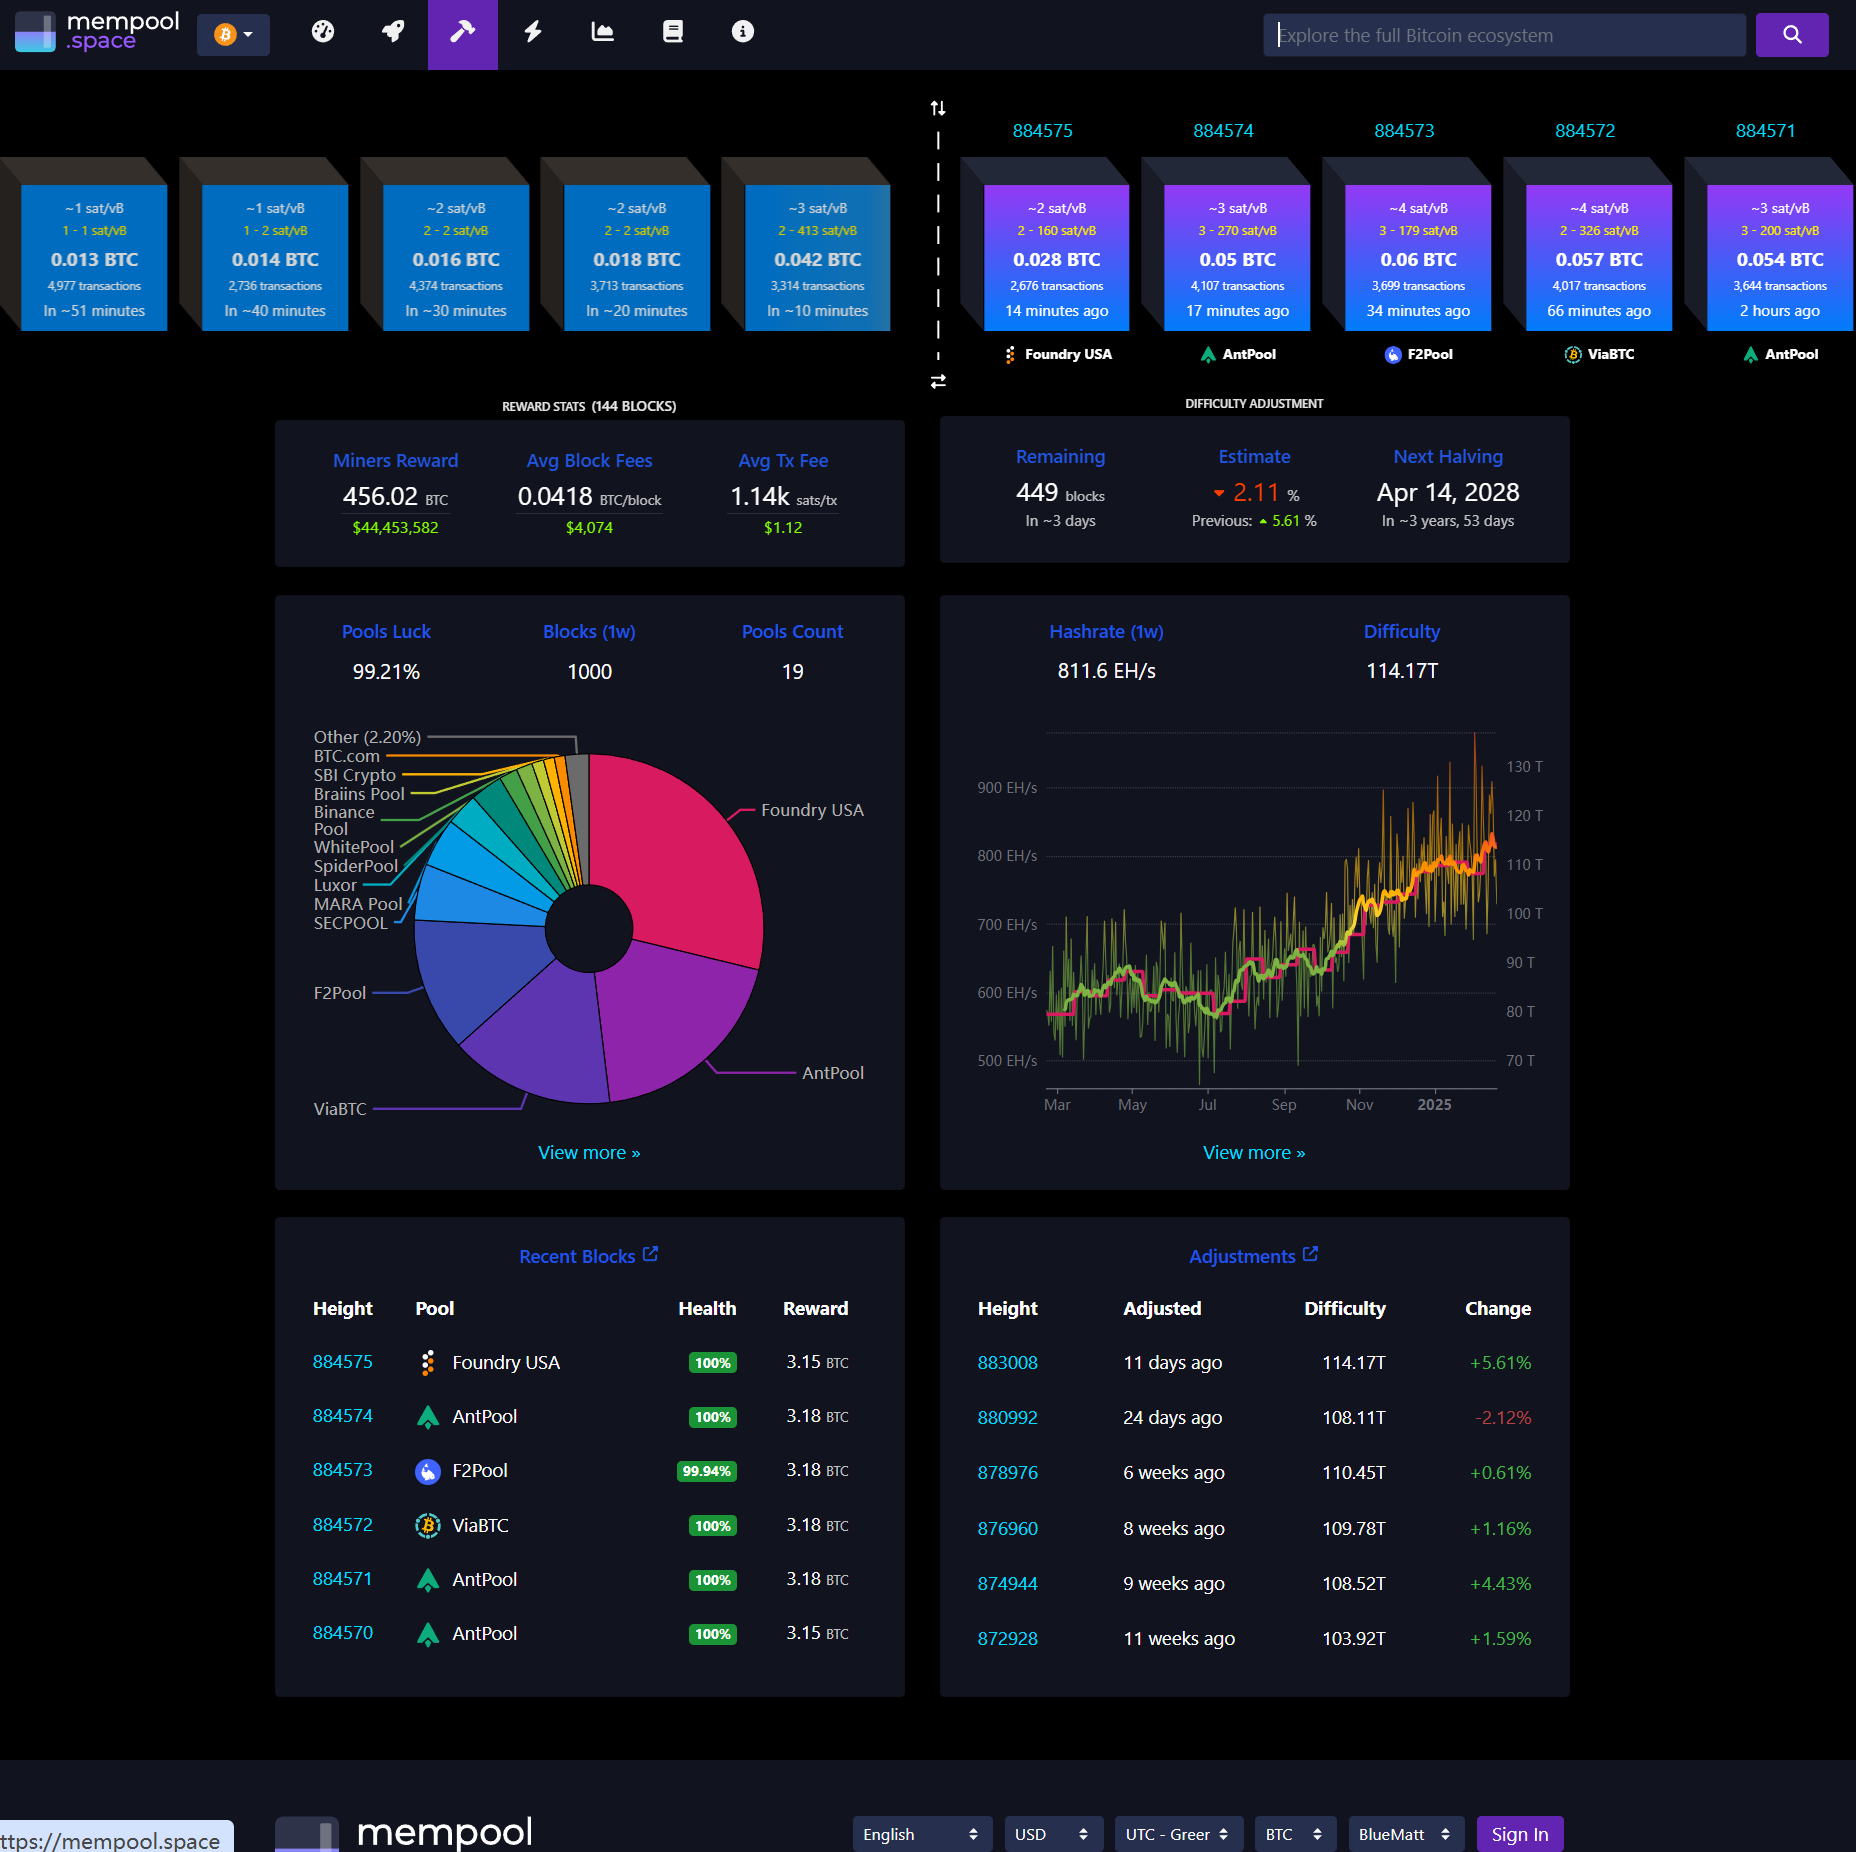 mempool
.space
Explore the full Bitcoin ecosystem
884575
884574
884573
884572
884571
~1 sat/vB
1 - 1 sat/vB
0.013 BTC
4,977 transactions
In ~51 minutes
~1 sat/vB
1 - 2 sat/vB
0.014 BTC
2,736 transactions
In ~40 minutes
~2 sat/vB
2 - 2 sat/vB
0.016 BTC
4,374 transactions
In ~30 minutes
~2 sat/vB
2 - 2 sat/vB
0.018 BTC
3,713 transactions
In ~20 minutes
~3 sat/vB
2 - 413 sat/vB
0.042 BTC
3,314 transactions
In ~10 minutes
~2 sat/vB
2 - 160 sat/vB
0.028 BTC
2,676 transactions
14 minutes ago
Foundry USA
~3 sat/vB
3 - 270 sat/vB
0.05 BTC
4,107 transactions
17 minutes ago
AntPool
~4 sat/vB
3 - 179 sat/vB
0.06 BTC
3,699 transactions
34 minutes ago
F2Pool
~4 sat/vB
2 - 326 sat/vB
0.057 BTC
4,017 transactions
66 minutes ago
ViaBTC
~3 sat/vB
3 - 200 sat/vB
0.054 BTC
3,644 transactions
2 hours ago
AntPool
REWARD STATS (144 BLOCKS)
Miners Reward
456.02 BTC
$44,453,582
Avg Block Fees
0.0418 BTC/block
$4,074
Avg Tx Fee
1.14k sats/tx
$1.12
DIFFICULTY ADJUSTMENT
Remaining
449 blocks
In ~3 days
Estimate
2.11 %
Previous: 5.61 %
Next Halving
Apr 14, 2028
In ~3 years, 53 days
Pools Luck
99.21%
Blocks (1w)
1000
Pools Count
19
Other (2.20%)
BTC.com
SBI Crypto
Braiins Pool
Binance
Pool
WhitePool
SpiderPool
Luxor
MARA Pool
SECPOOL
F2Pool
ViaBTC
Foundry USA
AntPool
View more »
Hashrate (1w)
811.6 EH/s
Difficulty
114.17T
900 EH/s
800 EH/s
700 EH/s
600 EH/s
500 EH/s
130 T
120 T
110 T
100 T
90 T
80 T
70 T
Mar
May
Jul
Sep
Nov
2025
View more »
Recent Blocks
Height Pool Health Reward
884575 Foundry USA 100% 3.15 BTC
884574 AntPool 100% 3.18 BTC
884573 F2Pool 99.94% 3.18 BTC
884572 ViaBTC 100% 3.18 BTC
884571 AntPool 100% 3.18 BTC
884570 AntPool 100% 3.15 BTC
Adjustments
Height Adjusted Difficulty Change
883008 11 days ago 114.17T +5.61%
880992 24 days ago 108.11T -2.12%
878976 6 weeks ago 110.45T +0.61%
876960 8 weeks ago 109.78T +1.16%
874944 9 weeks ago 108.52T +4.43%
872928 11 weeks ago 103.92T +1.59%
ttps://mempool.space
mempool
English
USD
UTC - Greer
BTC
BlueMatt
Sign In